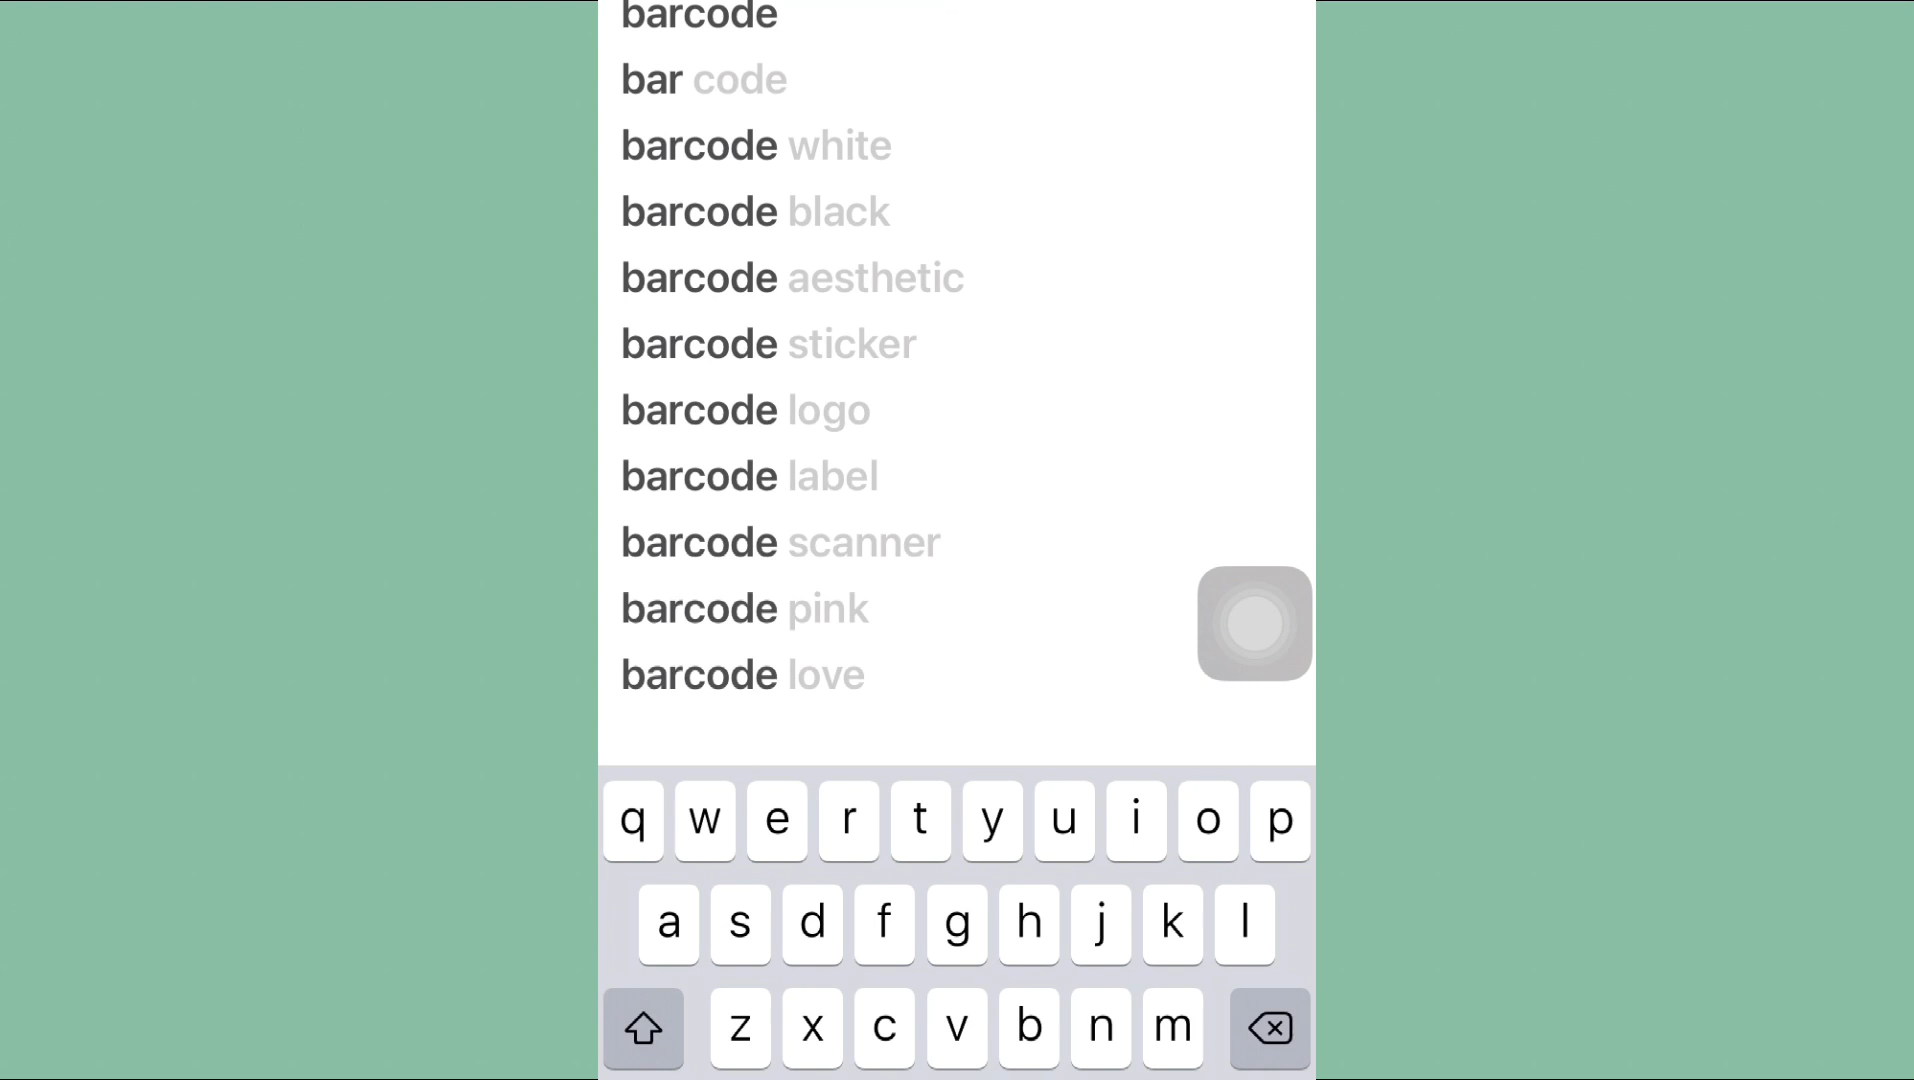 barcode
bar code
barcode white
barcode black
barcode aesthetic
barcode sticker
barcode logo
barcode label
barcode scanner
barcode pink
barcode love
q w e r t y u i o p
a s d f g h j k l
z x c v b n m